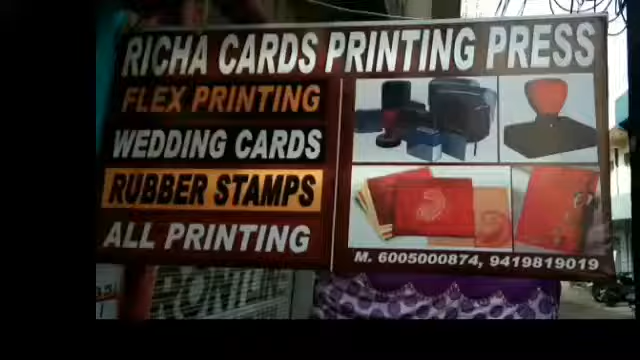 RICHA CARDS PRINTING PRESS
FLEX PRINTING
WEDDING CARDS
RUBBER STAMPS
ALL PRINTING
M. 6005000874, 9419819019